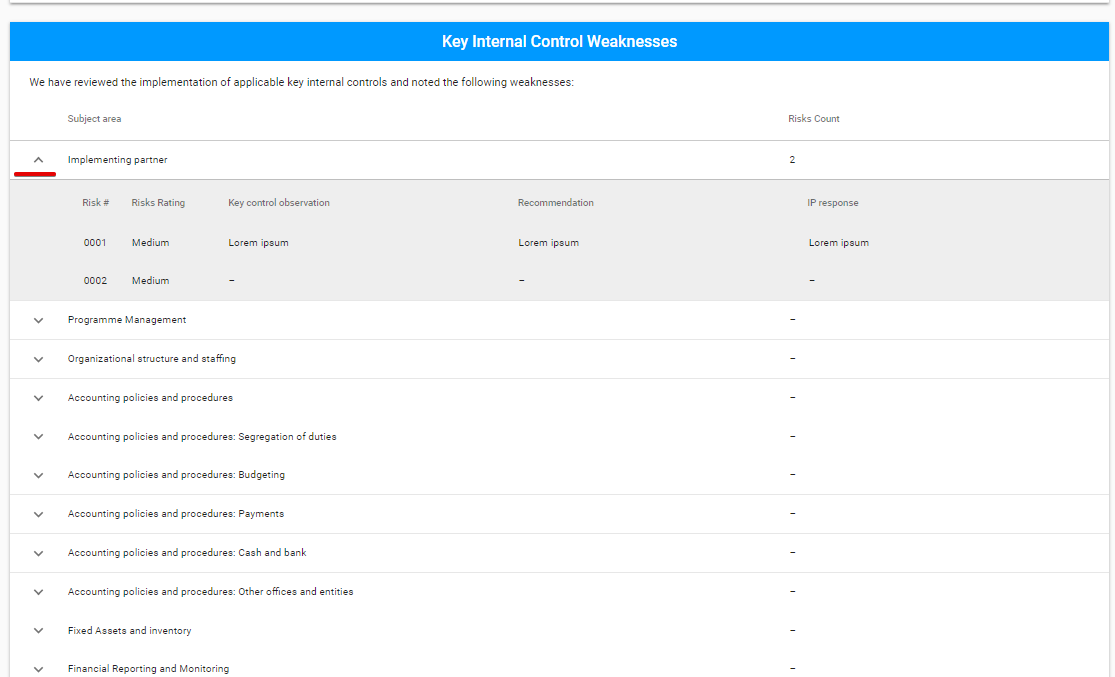 Key Internal Control Weaknesses
We have reviewed the implementation of applicable key internal controls and noted the following weaknesses:
Subject area Risks Count
Implementing partner 2
Risk # Risks Rating Key control observation Recommendation IP response
0001 Medium Lorem ipsum Lorem ipsum Lorem ipsum
0002 Medium – – –
Programme Management –
Organizational structure and staffing –
Accounting policies and procedures –
Accounting policies and procedures: Segregation of duties –
Accounting policies and procedures: Budgeting –
Accounting policies and procedures: Payments –
Accounting policies and procedures: Cash and bank –
Accounting policies and procedures: Other offices and entities –
Fixed Assets and inventory –
Financial Reporting and Monitoring –